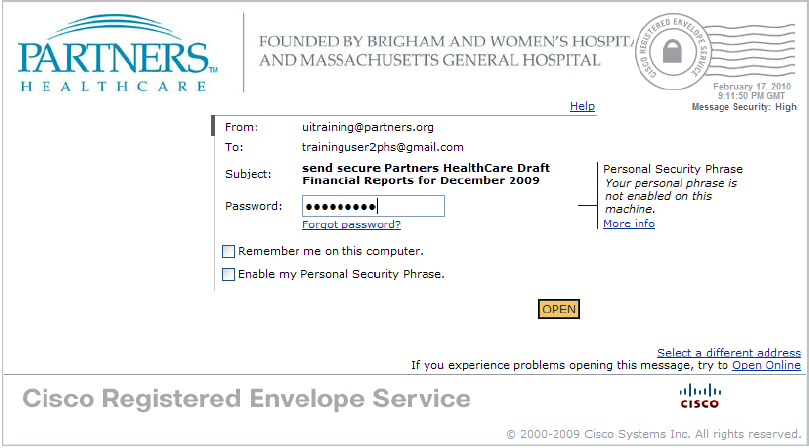 PARTNERS TM
HEALTHCARE
FOUNDED BY BRIGHAM AND WOMEN'S HOSPITA
AND MASSACHUSETTS GENERAL HOSPITAL
CISCO REGISTERED ENVELOPE SERVICE
February 17, 2010
9:11:50 PM GMT
Message Security: High
Help
From: uitraining@partners.org
To: traininguser2phs@gmail.com
Subject: send secure Partners HealthCare Draft
Financial Reports for December 2009
Password: ●●●●●●●●●
Forgot password?
Personal Security Phrase
Your personal phrase is
not enabled on this
machine.
More info
Remember me on this computer.
Enable my Personal Security Phrase.
OPEN
Select a different address
If you experience problems opening this message, try to Open Online
Cisco Registered Envelope Service
CISCO
© 2000-2009 Cisco Systems Inc. All rights reserved.